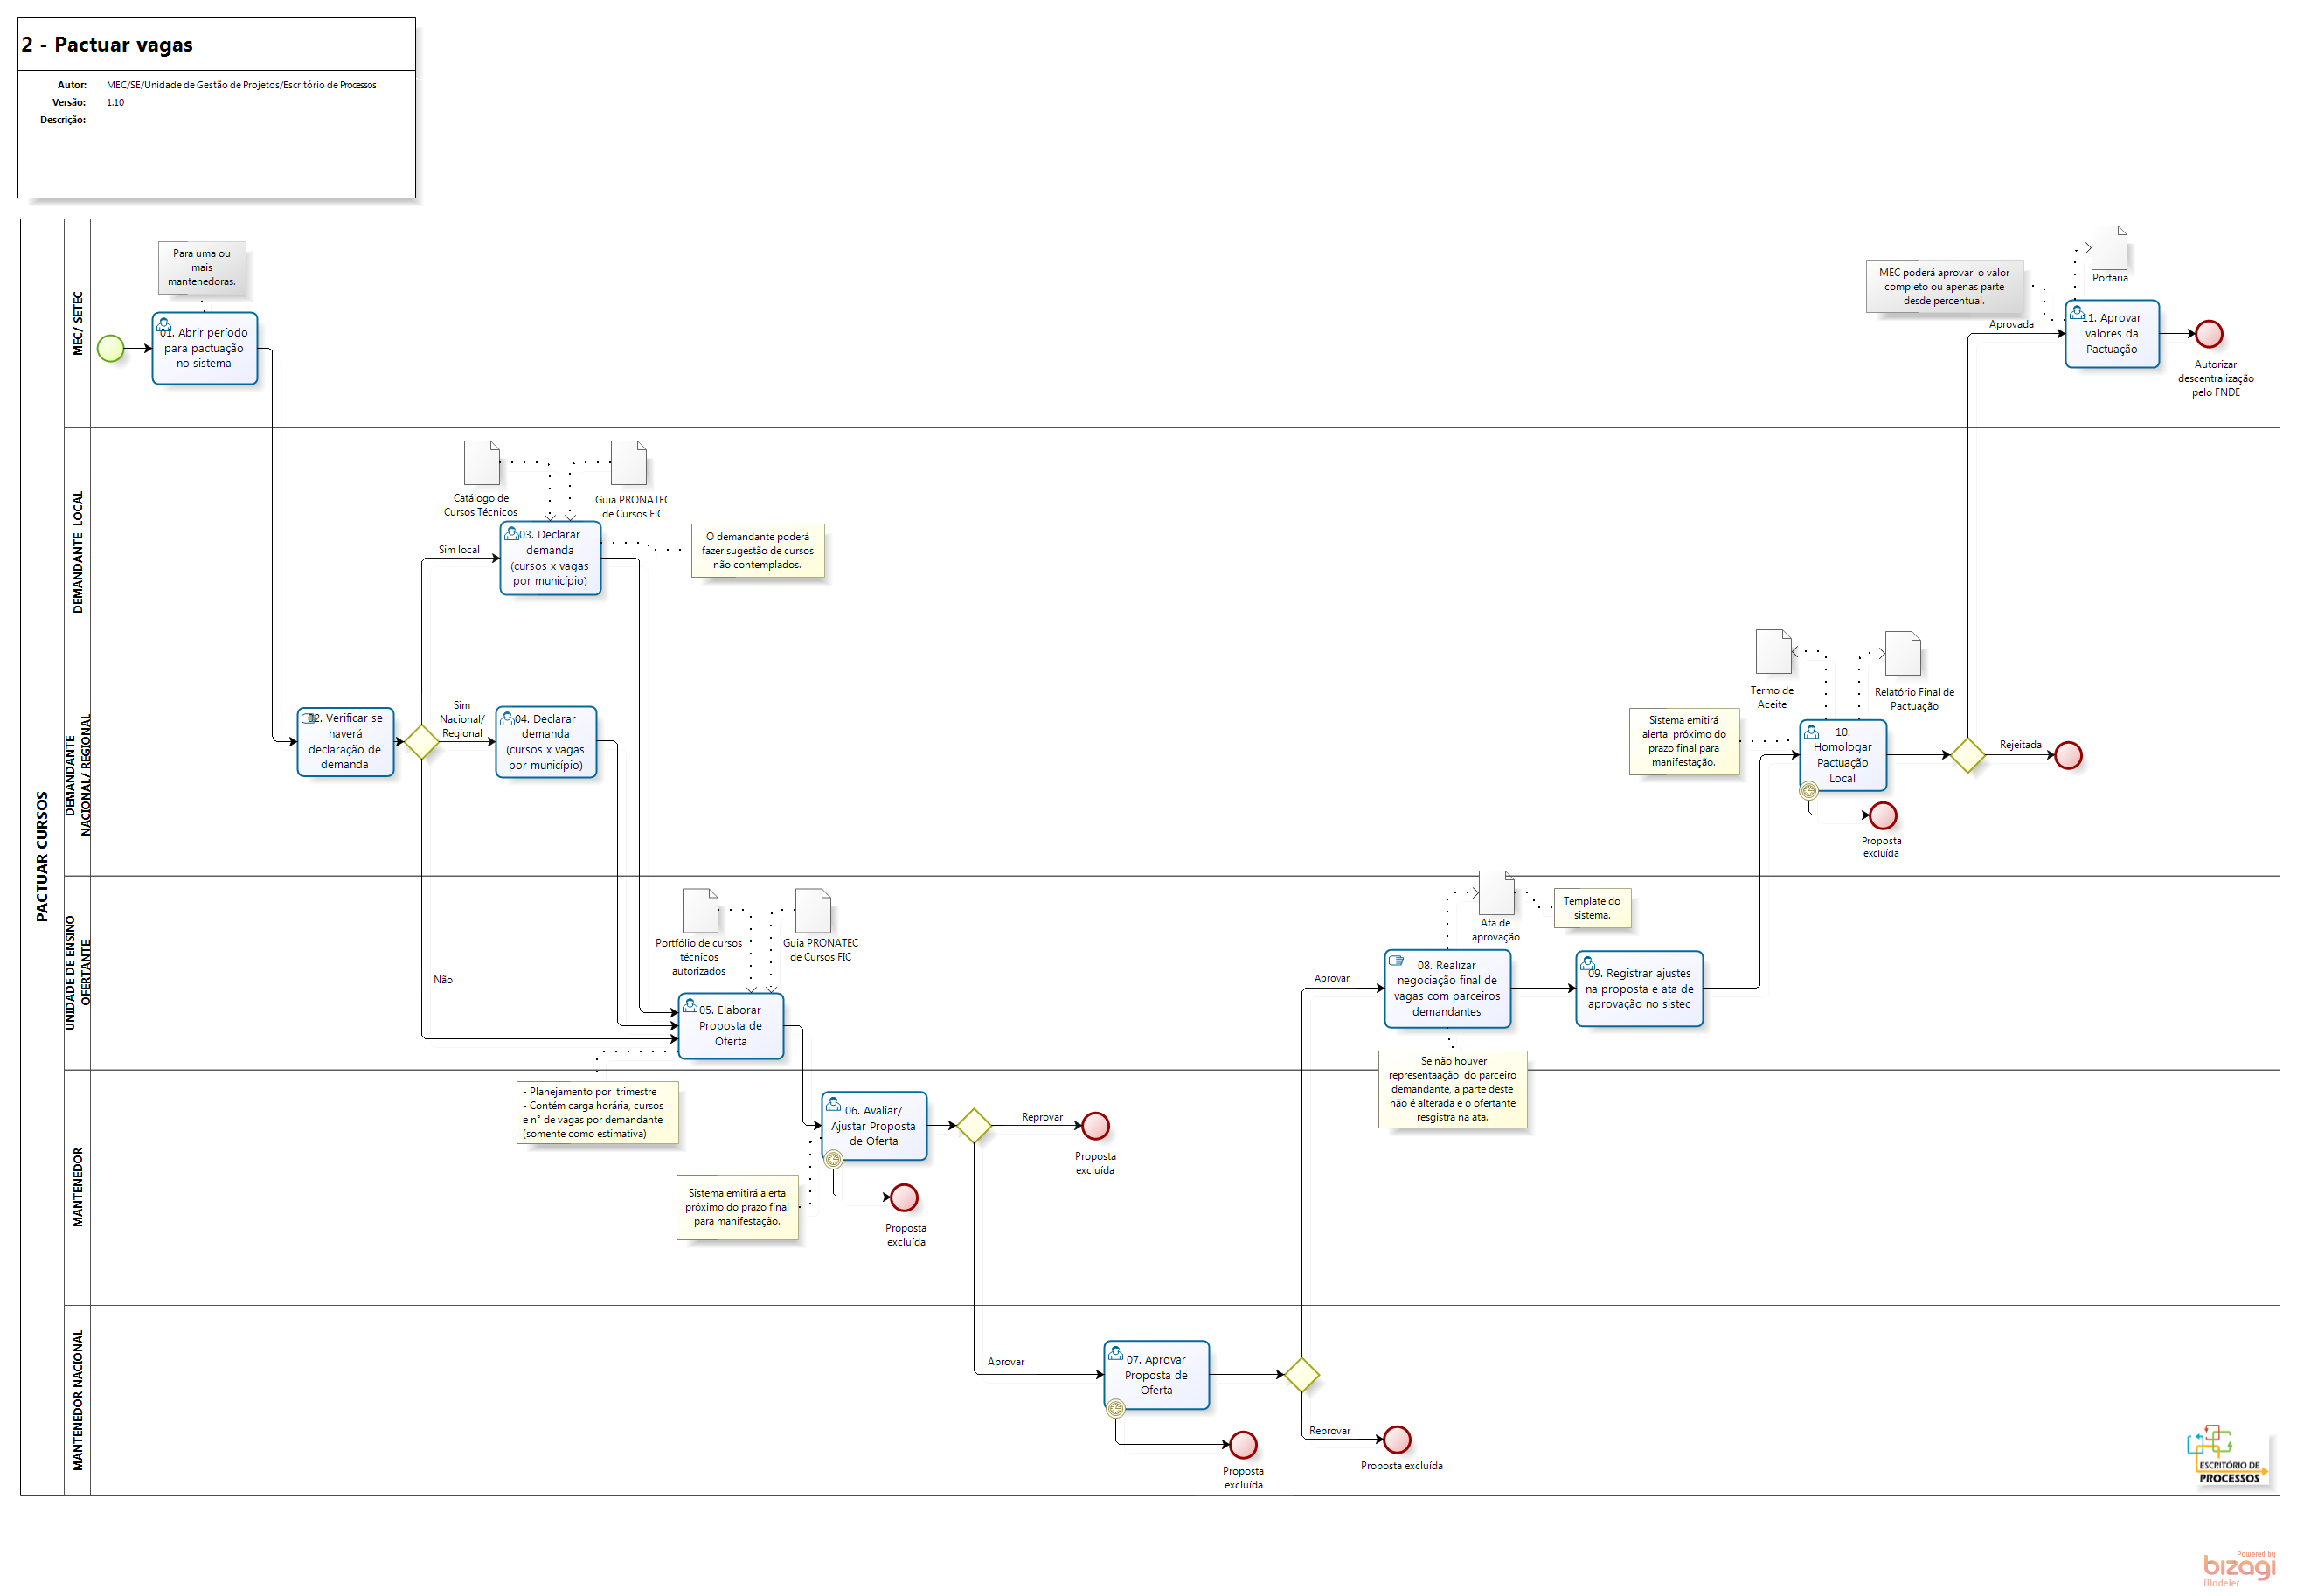 2 - Pactuar vagas
Autor: MEC/SE/Unidade de Gestão de Projetos/Escritório de Processos
Versão: 1.10
Descrição:
PACTUAR CURSOS
MEC/ SETEC
Para uma ou
mais
mantenedoras.
01. Abrir período
para pactuação
no sistema
MEC poderá aprovar o valor
completo ou apenas parte
desde percentual.
Portaria
Aprovada
11. Aprovar
valores da
Pactuação
Autorizar
descentralização
pelo FNDE
DEMANDANTE LOCAL
Catálogo de
Cursos Técnicos
Guia PRONATEC
de Cursos FIC
Sim local
03. Declarar
demanda
(cursos x vagas
por município)
O demandante poderá
fazer sugestão de cursos
não contemplados.
DEMANDANTE
NACIONAL/ REGIONAL
02. Verificar se
haverá
declaração de
demanda
Sim
Nacional/
Regional
04. Declarar
demanda
(cursos x vagas
por município)
Sistema emitirá
alerta próximo do
prazo final para
manifestação.
Termo de
Aceite
Relatório Final de
Pactuação
10.
Homologar
Pactuação
Local
Rejeitada
Proposta
excluída
UNIDADE DE ENSINO
OFERTANTE
Não
Portfólio de cursos
técnicos
autorizados
Guia PRONATEC
de Cursos FIC
05. Elaborar
Proposta de
Oferta
Aprovar
Ata de
aprovação
Template do
sistema.
08. Realizar
negociação final de
vagas com parceiros
demandantes
09. Registrar ajustes
na proposta e ata de
aprovação no sistec
Se não houver
representaação do parceiro
demandante, a parte deste
não é alterada e o ofertante
resgistra na ata.
MANTENEDOR
- Planejamento por trimestre
- Contém carga horária, cursos
e n° de vagas por demandante
(somente como estimativa)
06. Avaliar/
Ajustar Proposta
de Oferta
Reprovar
Proposta
excluída
Sistema emitirá alerta
próximo do prazo final
para manifestação.
Proposta
excluída
MANTENEDOR NACIONAL
Aprovar
07. Aprovar
Proposta de
Oferta
Proposta
excluída
Reprovar
Proposta excluída
ESCRITÓRIO DE
PROCESSOS
Powered by
bizagi
Modeler